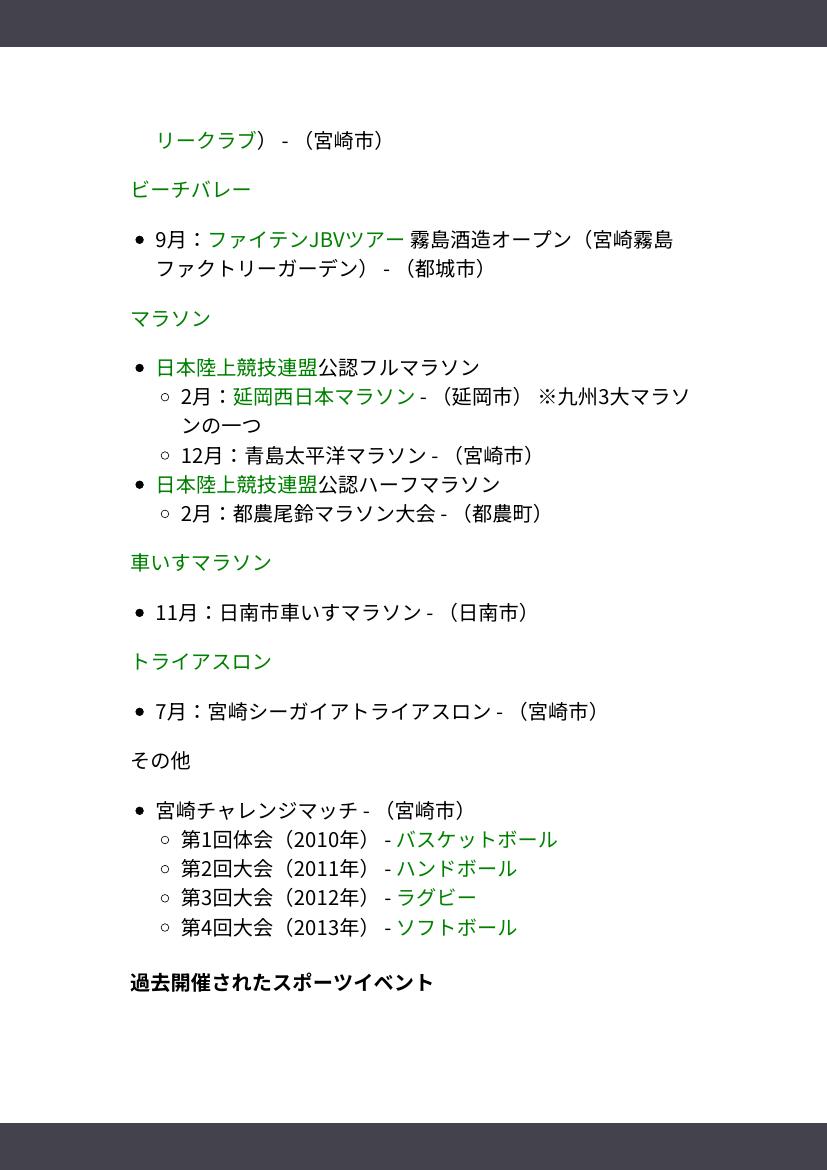 リークラブ） - （宮崎市）
ビーチバレー
9月：ファイテンJBVツアー 霧島酒造オープン（宮崎霧島
ファクトリーガーデン） - （都城市）
マラソン
日本陸上競技連盟公認フルマラソン
2月：延岡西日本マラソン - （延岡市） ※九州3大マラソ
ンの一つ
12月：青島太平洋マラソン - （宮崎市）
日本陸上競技連盟公認ハーフマラソン
2月：都農尾鈴マラソン大会 - （都農町）
車いすマラソン
11月：日南市車いすマラソン - （日南市）
トライアスロン
7月：宮崎シーガイアトライアスロン - （宮崎市）
その他
宮崎チャレンジマッチ - （宮崎市）
第1回体会（2010年） - バスケットボール
第2回大会（2011年） - ハンドボール
第3回大会（2012年） - ラグビー
第4回大会（2013年） - ソフトボール
過去開催されたスポーツイベント